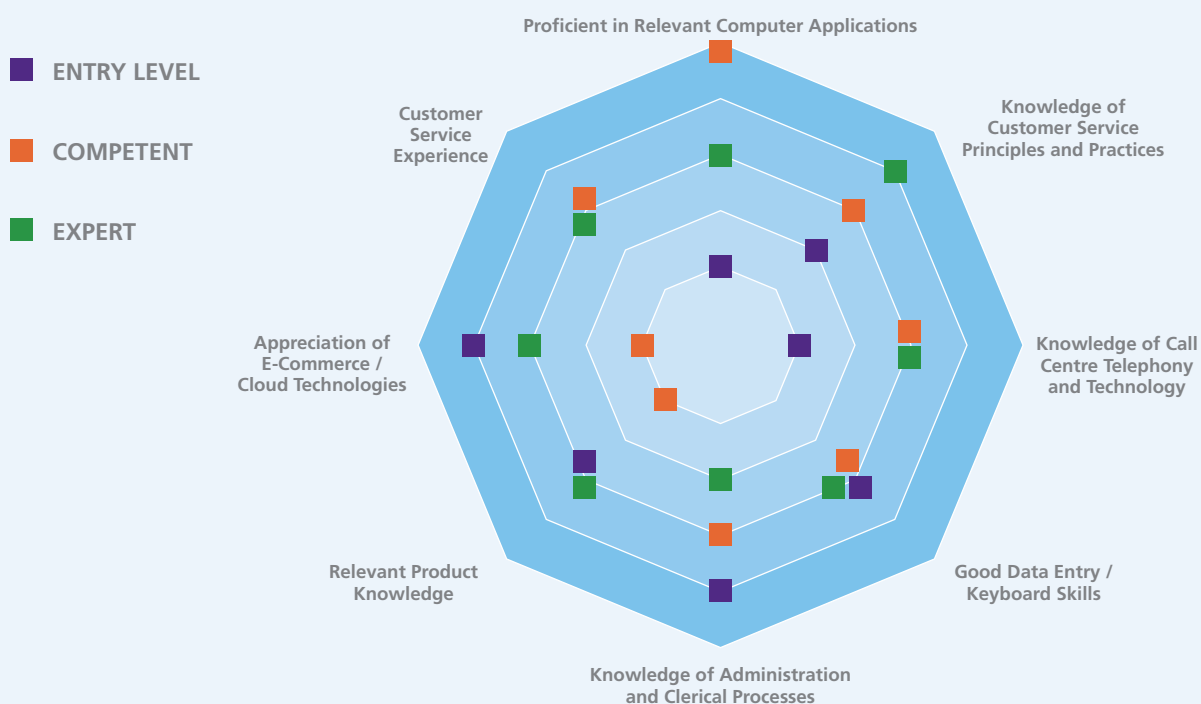 Proficient in Relevant Computer Applications
ENTRY LEVEL
COMPETENT
EXPERT
Customer
Service
Experience
Knowledge of
Customer Service
Principles and Practices
Appreciation of
E-Commerce /
Cloud Technologies
Knowledge of Call
Centre Telephony
and Technology
Relevant Product
Knowledge
Good Data Entry /
Keyboard Skills
Knowledge of Administration
and Clerical Processes